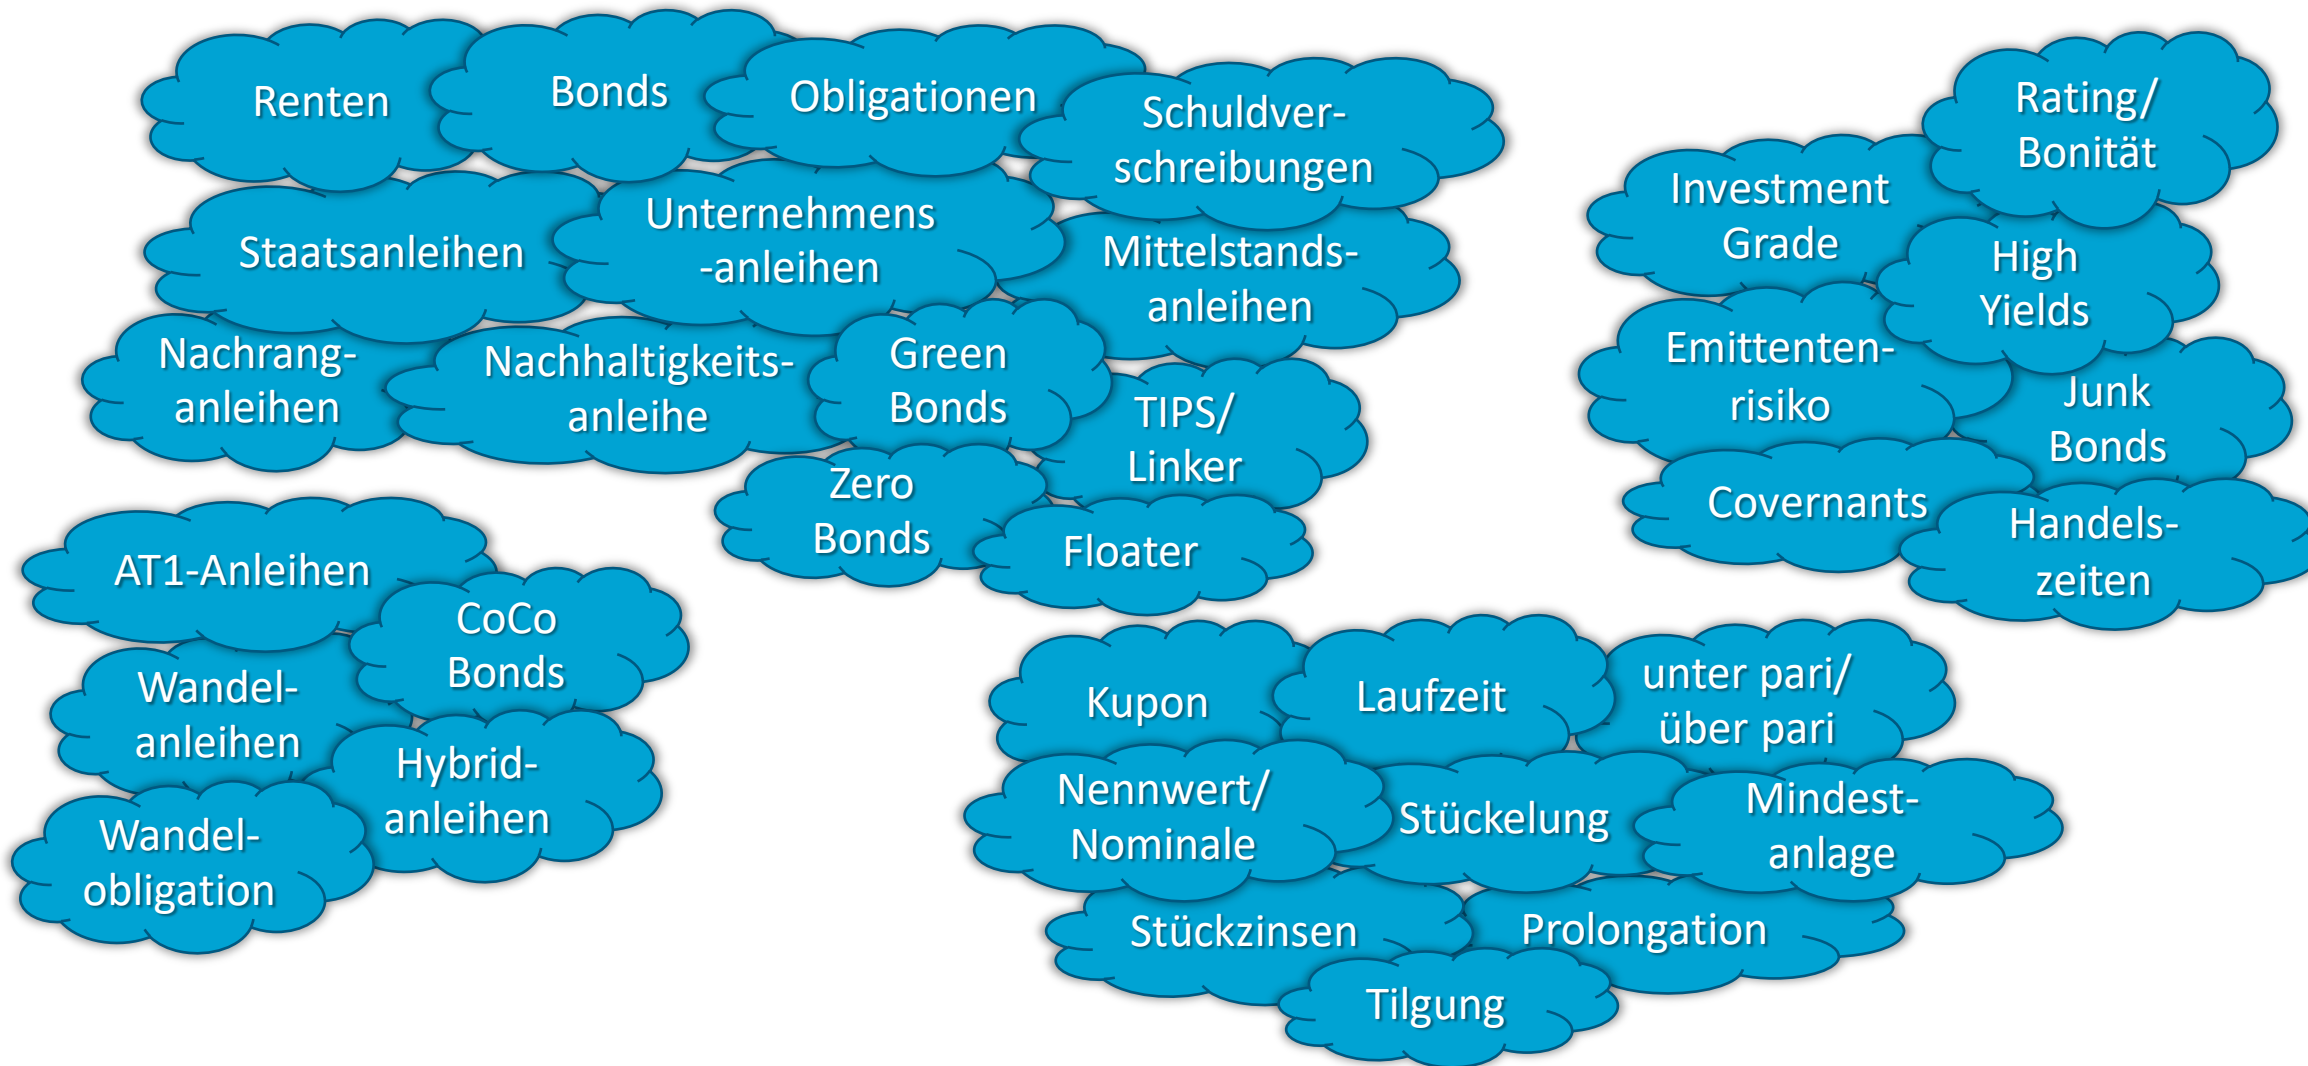 Renten
Bonds
Obligationen
Schuldver-
schreibungen
Staatsanleihen
Unternehmens
-anleihen
Mittelstands-
anleihen
Nachrang-
anleihen
Nachhaltigkeits-
anleihe
Green
Bonds
TIPS/
Linker
Zero
Bonds
Floater
Rating/
Bonität
Investment
Grade
High
Yields
Emittenten-
risiko
Junk
Bonds
Covernants
Handels-
zeiten
AT1-Anleihen
CoCo
Bonds
Wandel-
anleihen
Hybrid-
anleihen
Wandel-
obligation
Kupon
Laufzeit
unter pari/
über pari
Nennwert/
Nominale
Stückelung
Mindest-
anlage
Stückzinsen
Prolongation
Tilgung